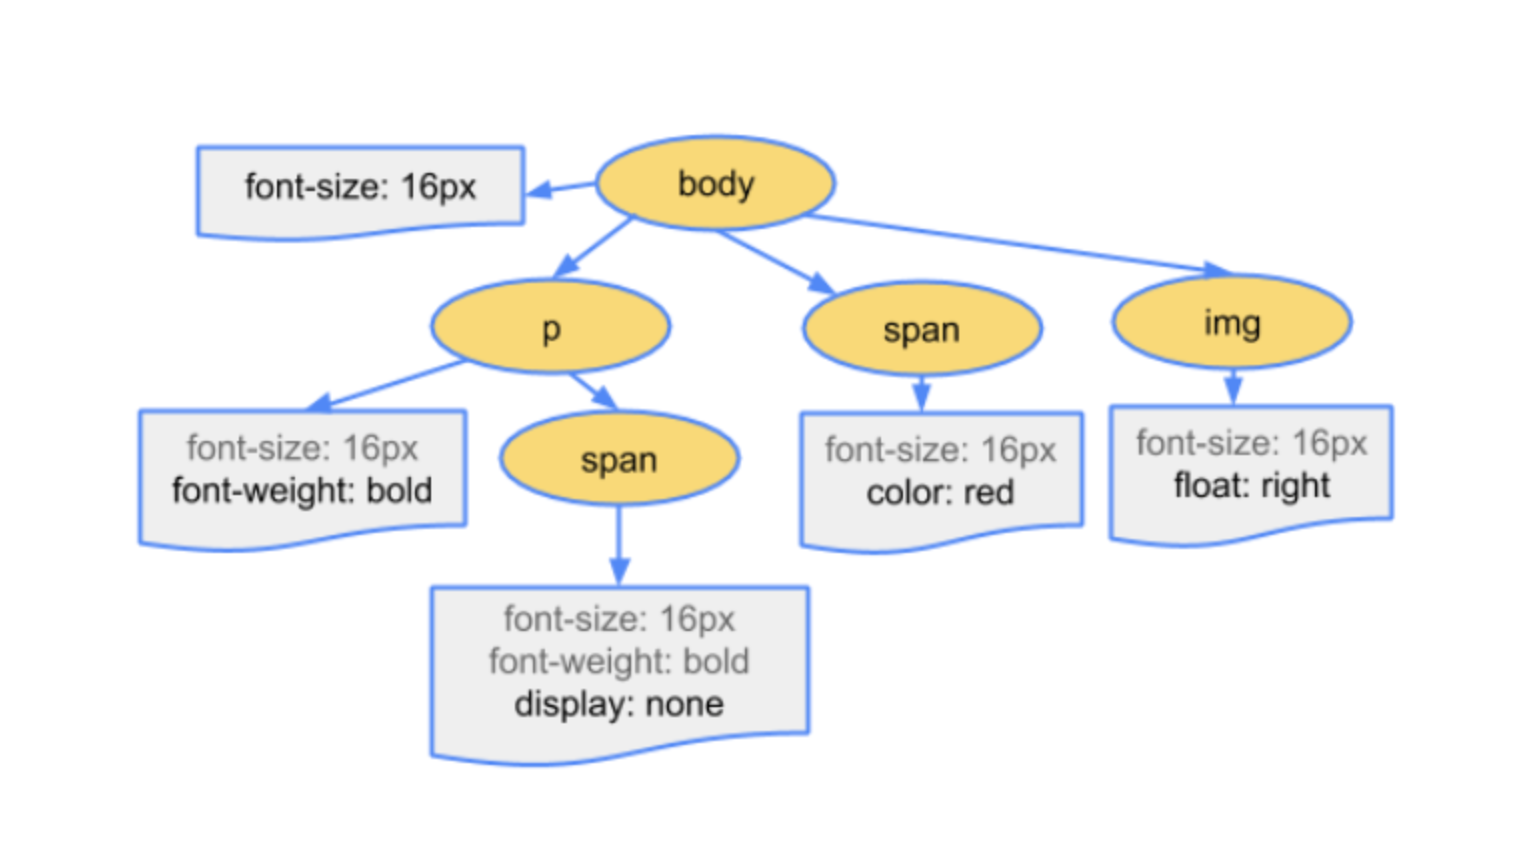 body
font-size: 16px
p
span
img
font-size: 16px
font-weight: bold
span
font-size: 16px
color: red
font-size: 16px
float: right
font-size: 16px
font-weight: bold
display: none